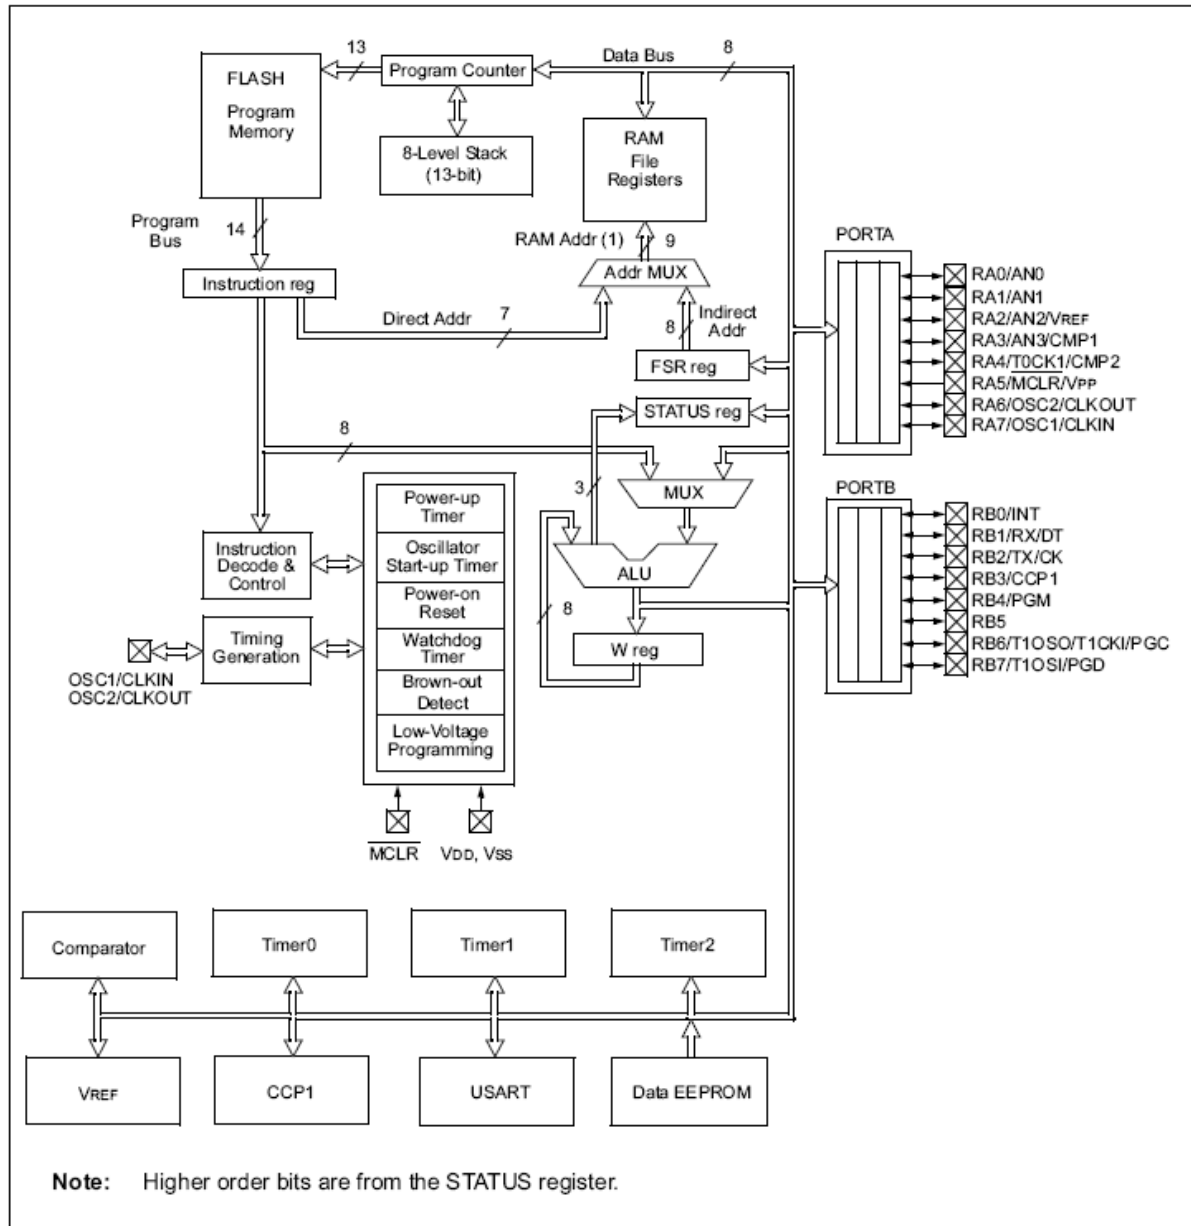 13
Data Bus
8
FLASH
Program
Memory
Program Counter
8-Level Stack
(13-bit)
RAM
File
Registers
Program
Bus
14
RAM Addr (1)
9
PORTA
Instruction reg
Addr MUX
Direct Addr
7
8
Indirect
Addr
FSR reg
STATUS reg
RA0/AN0
RA1/AN1
RA2/AN2/VREF
RA3/AN3/CMP1
RA4/T0CK1/CMP2
RA5/MCLR/VPP
RA6/OSC2/CLKOUT
RA7/OSC1/CLKIN
8
3
MUX
PORTB
Power-up
Timer
Oscillator
Start-up Timer
Power-on
Reset
Watchdog
Timer
Brown-out
Detect
Low-Voltage
Programming
Instruction
Decode &
Control
Timing
Generation
OSC1/CLKIN
OSC2/CLKOUT
ALU
8
W reg
RB0/INT
RB1/RX/DT
RB2/TX/CK
RB3/CCP1
RB4/PGM
RB5
RB6/T1OSO/T1CKI/PGC
RB7/T1OSI/PGD
MCLR
VDD, VSS
Comparator
Timer0
Timer1
Timer2
VREF
CCP1
USART
Data EEPROM
Note: Higher order bits are from the STATUS register.